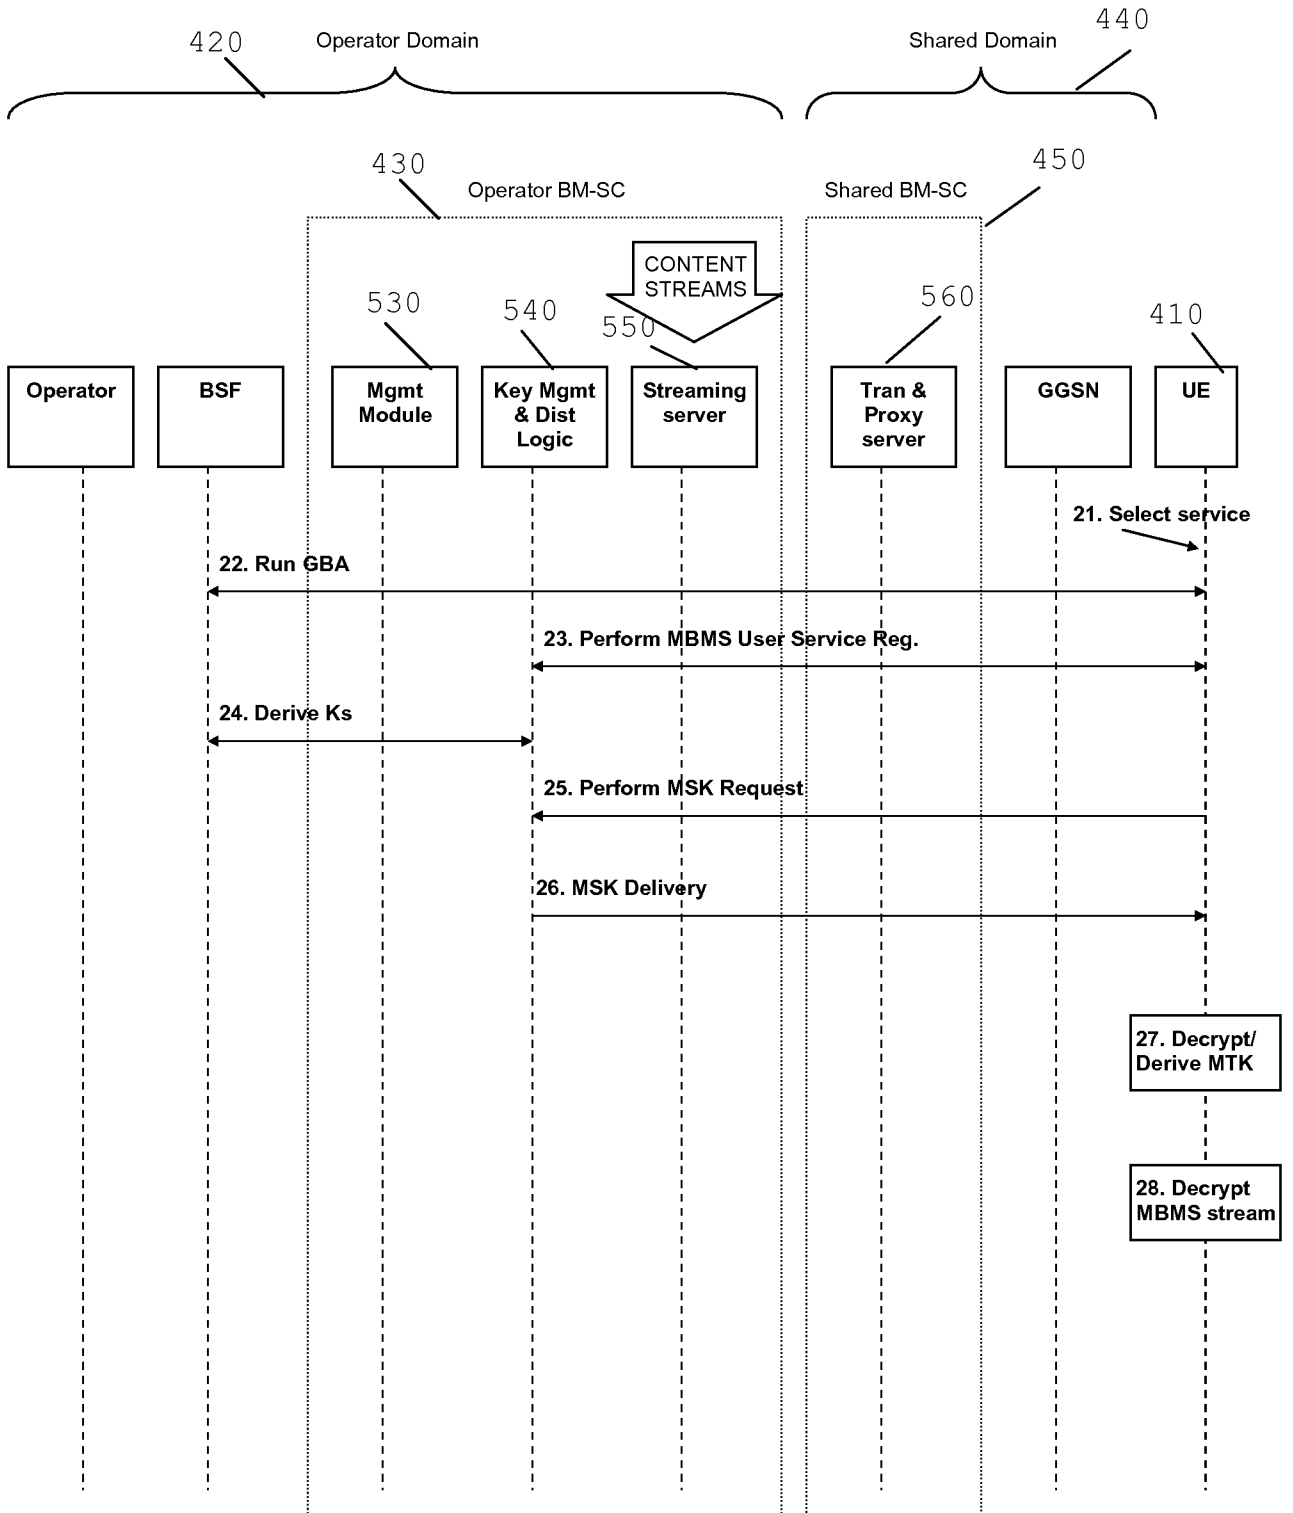 420
Operator Domain
Shared Domain
440
430
Operator BM-SC
Shared BM-SC
450
CONTENT
STREAMS
530
540
550
560
410
Operator
BSF
Mgmt
Module
Key Mgmt
& Dist
Logic
Streaming
server
Tran &
Proxy
server
GGSN
UE
21. Select service
22. Run GBA
23. Perform MBMS User Service Reg.
24. Derive Ks
25. Perform MSK Request
26. MSK Delivery
27. Decrypt/
Derive MTK
28. Decrypt
MBMS stream